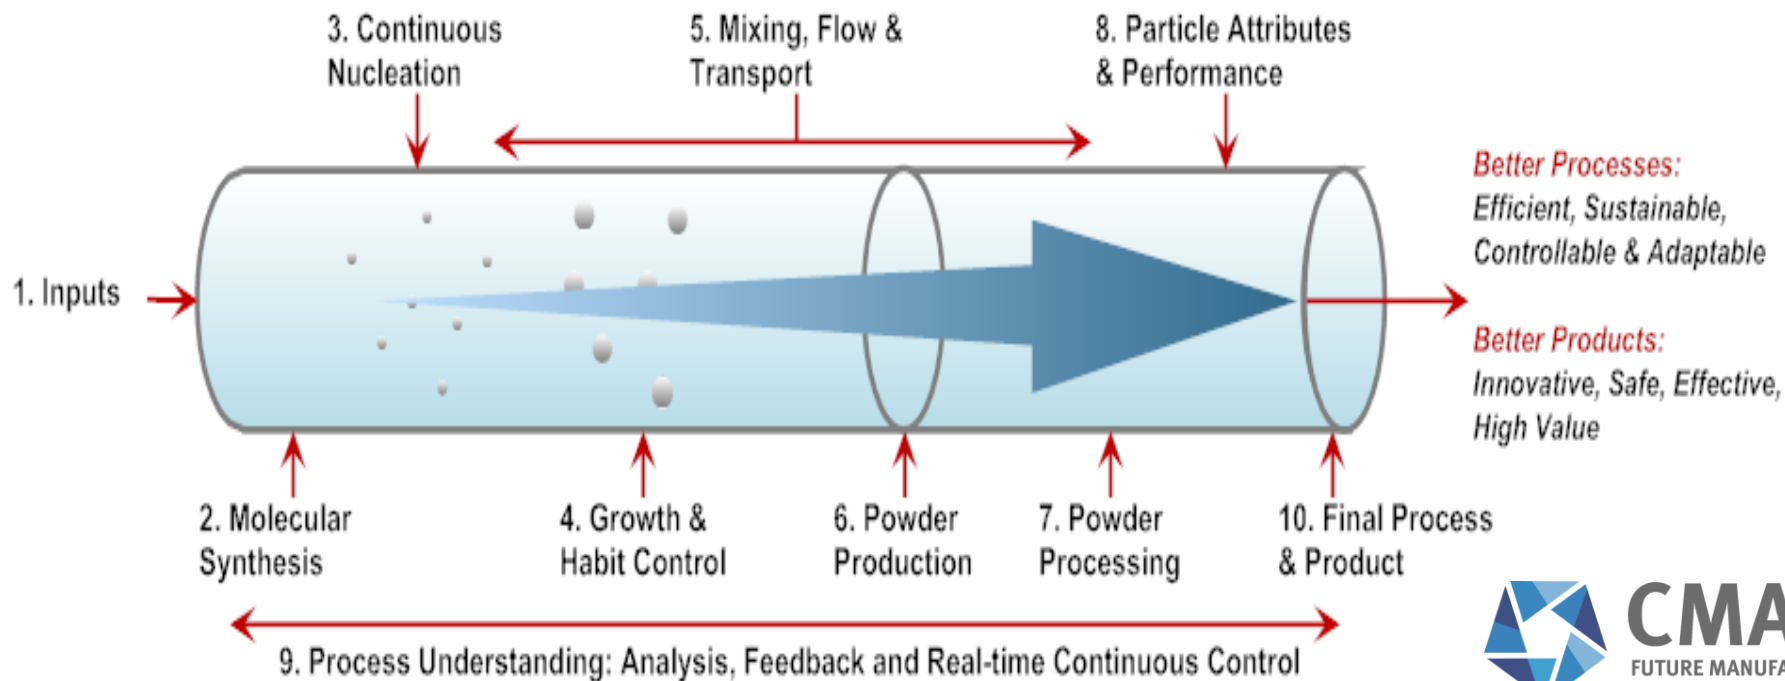 3. Continuous
Nucleation
5. Mixing, Flow &
Transport
8. Particle Attributes
& Performance
1. Inputs
Better Processes:
Efficient, Sustainable,
Controllable & Adaptable
Better Products:
Innovative, Safe, Effective,
High Value
2. Molecular
Synthesis
4. Growth &
Habit Control
6. Powder
Production
7. Powder
Processing
10. Final Process
& Product
9. Process Understanding: Analysis, Feedback and Real-time Continuous Control
CMA
FUTURE MANUFA